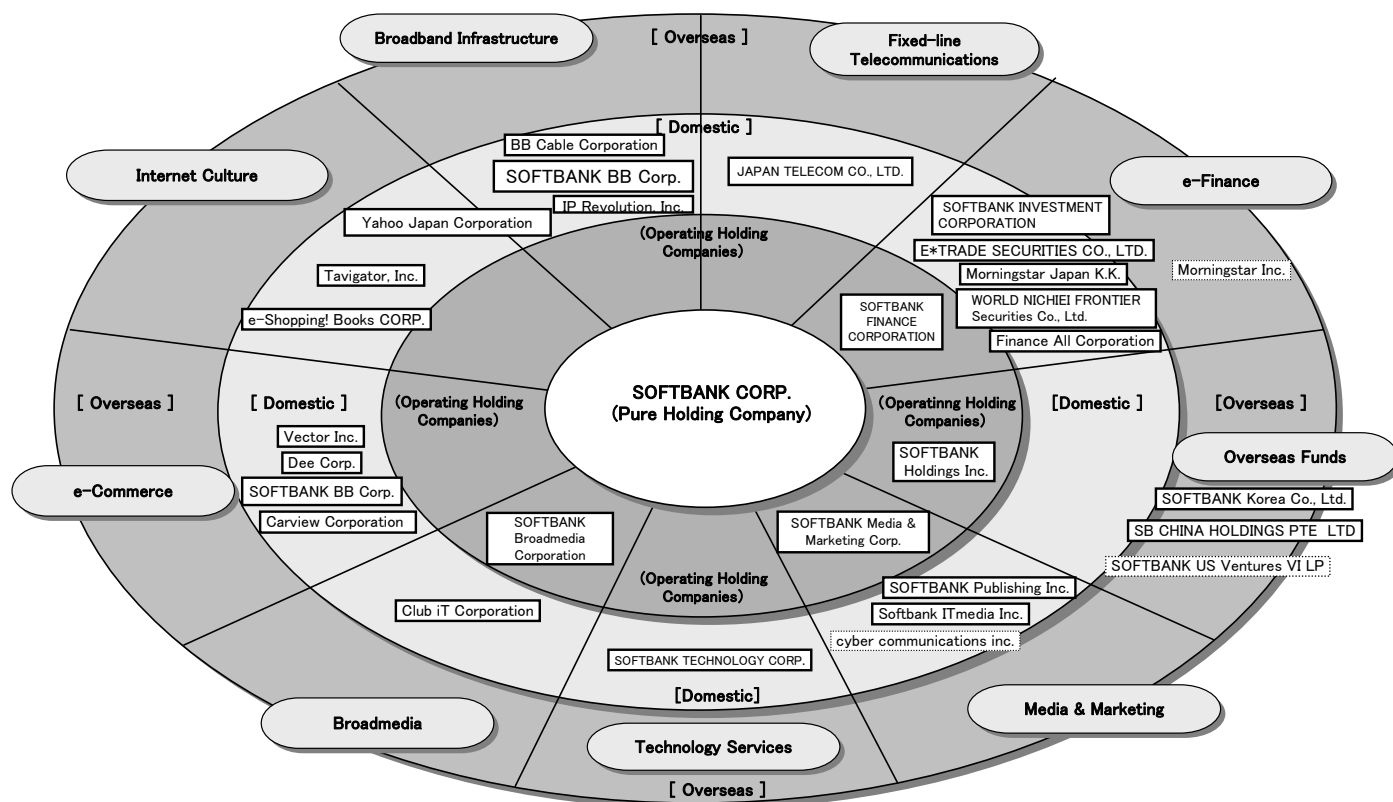 Broadband Infrastructure
[ Overseas ]
Fixed-line
Telecommunications
[ Domestic ]
BB Cable Corporation
SOFTBANK BB Corp.
IP Revolution, Inc.
JAPAN TELECOM CO., LTD.
Internet Culture
e-Finance
Yahoo Japan Corporation
Tavigator, Inc.
e-Shopping! Books CORP.
(Operating Holding
Companies)
SOFTBANK INVESTMENT
CORPORATION
E*TRADE SECURITIES CO., LTD.
Morningstar Japan K.K.
WORLD NICHIEI FRONTIER
Securities Co., Ltd.
Finance All Corporation
Morningstar Inc.
SOFTBANK
FINANCE
CORPORATION
SOFTBANK CORP.
(Pure Holding Company)
[ Overseas ]
[ Domestic ]
(Operating Holding
Companies)
(Operatinng Holding
Companies)
[Domestic ]
[Overseas ]
Vector Inc.
Dee Corp.
SOFTBANK BB Corp.
Carview Corporation
e-Commerce
SOFTBANK
Holdings Inc.
Overseas Funds
SOFTBANK Korea Co., Ltd.
SB CHINA HOLDINGS PTE LTD
SOFTBANK US Ventures VI LP
SOFTBANK
Broadmedia
Corporation
SOFTBANK Media &
Marketing Corp.
(Operating Holding
Companies)
Club iT Corporation
SOFTBANK Publishing Inc.
Softbank ITmedia Inc.
cyber communications inc.
SOFTBANK TECHNOLOGY CORP.
[Domestic]
Broadmedia
Technology Services
Media & Marketing
[ Overseas ]